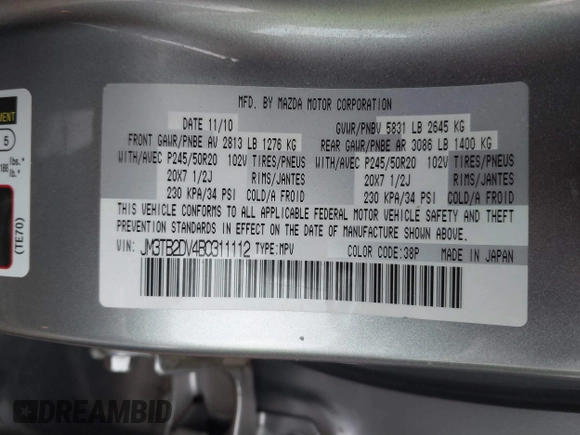 MFD. BY MAZDA MOTOR CORPORATION
DATE 11/10 GVWR/PNBV 5831 LB 2645 KG
FRONT GAWR/PNBE AV 2813 LB 1276 KG REAR GAWR/PNBE AR 3086 LB 1400 KG
WITH/AVEC P245/50R20 102V TIRES/PNEUS WITH/AVEC P245/50R20 102V TIRES/PNEUS
20X7 1/2J RIMS/JANTES 20X7 1/2J RIMS/JANTES
230 KPA/34 PSI COLD/A FROID 230 KPA/34 PSI COLD/A FROID
THIS VEHICLE CONFORMS TO ALL APPLICABLE FEDERAL MOTOR VEHICLE SAFETY AND THEFT
PREVENTION STANDARDS IN EFFECT ON THE DATE OF MANUFACTURE SHOWN ABOVE.
VIN: JM3TB2DV4BC311112 TYPE:MPV COLOR CODE:38P MADE IN JAPAN
5
lbs.*
lbs.*
(TE70)
DREAMBID